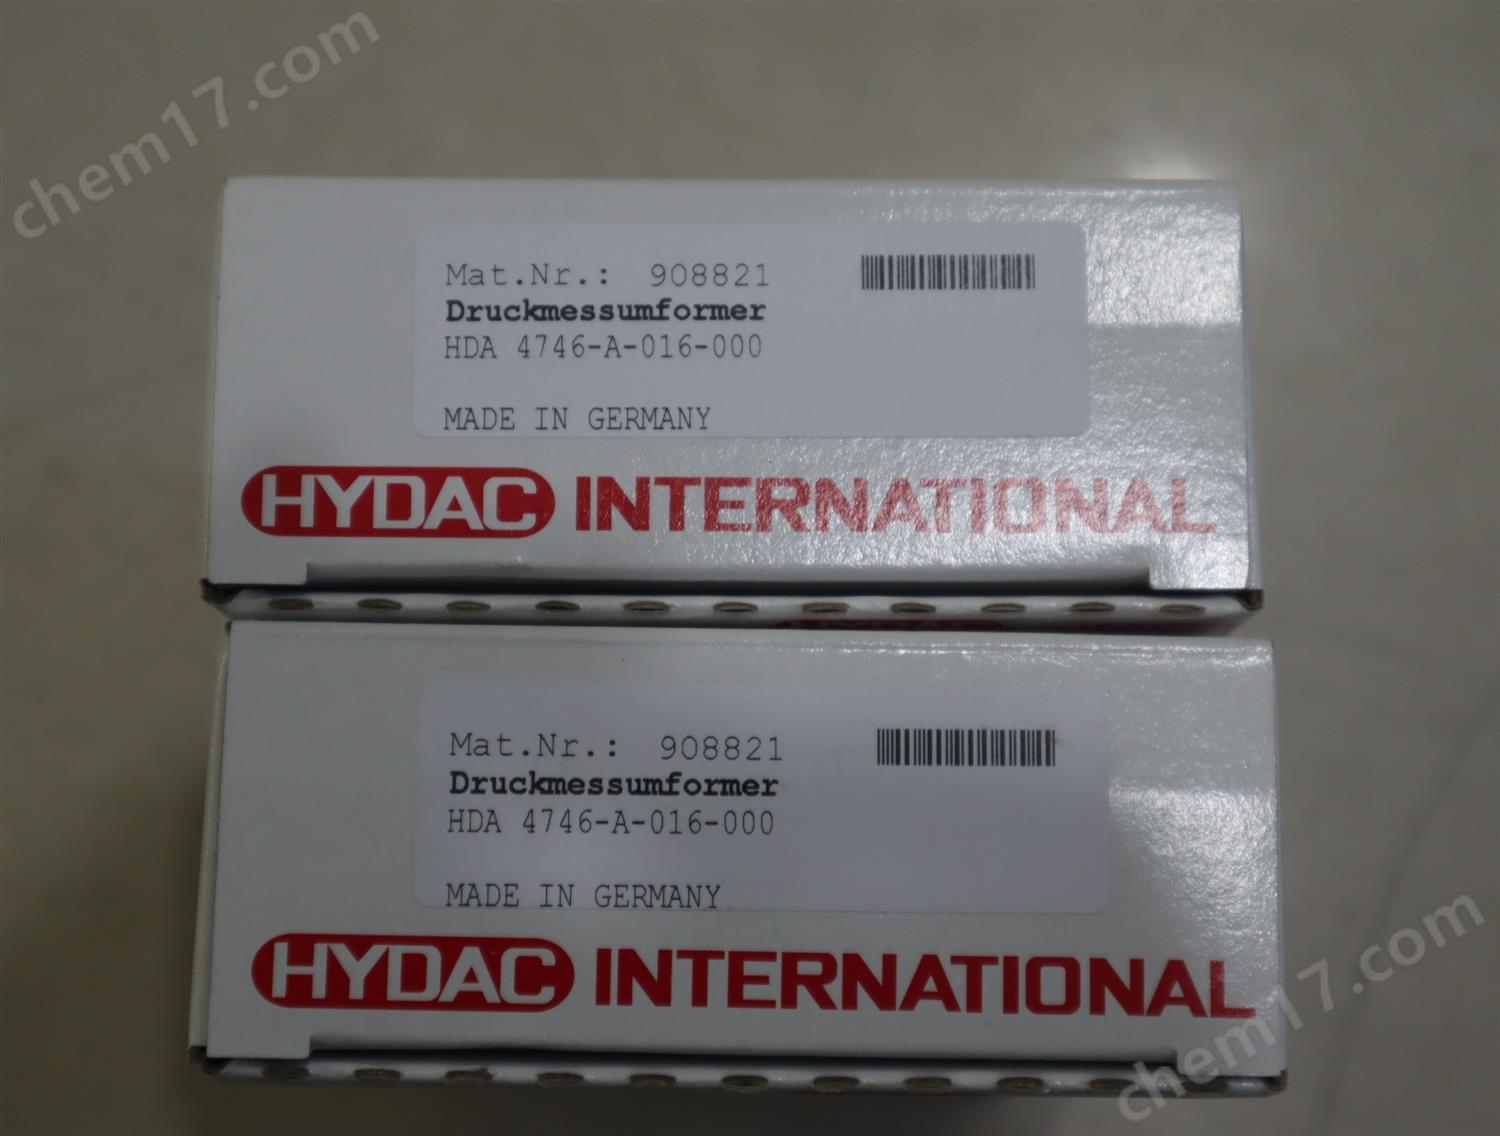 chem17.com
Mat.Nr.: 908821
Druckmessumformer
HDA 4746-A-016-000
MADE IN GERMANY
HYDAC INTERNATIONAL
HYDAC
Mat.Nr.: 908821
Druckmessumformer
HDA 4746-A-016-000
MADE IN GERMANY
HYDAC INTERNATIONAL
chem17.com